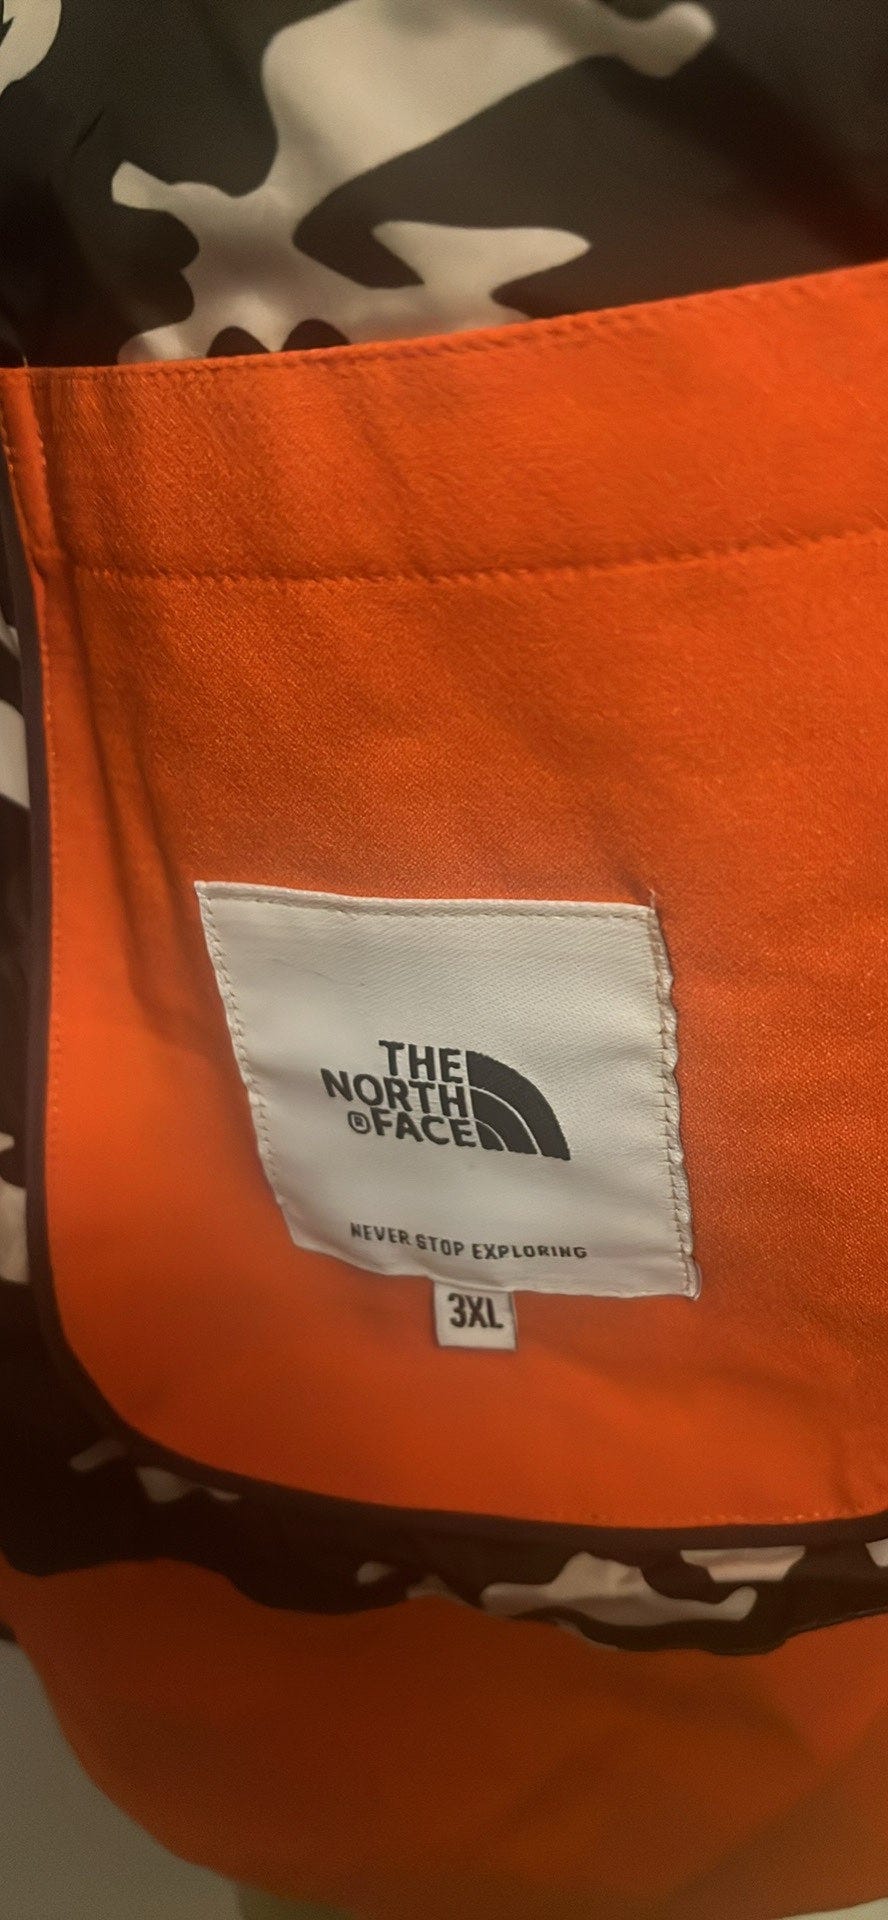 THE
NORTH
®FACE
NEVER STOP EXPLORING
3XL